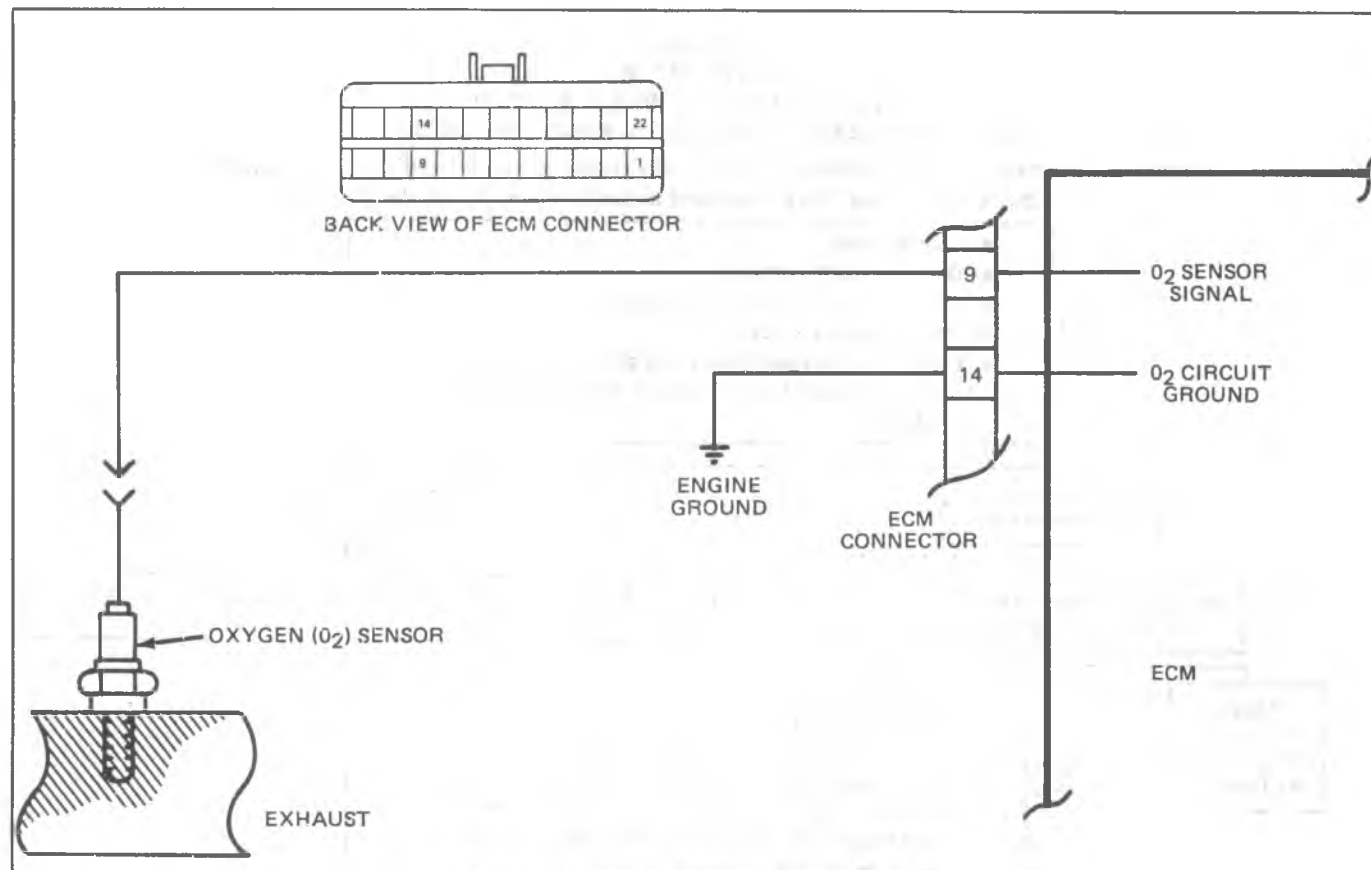 14 22
9 1
BACK VIEW OF ECM CONNECTOR
9
O2 SENSOR
SIGNAL
14
O2 CIRCUIT
GROUND
ENGINE
GROUND
ECM
CONNECTOR
OXYGEN (O2) SENSOR
ECM
EXHAUST